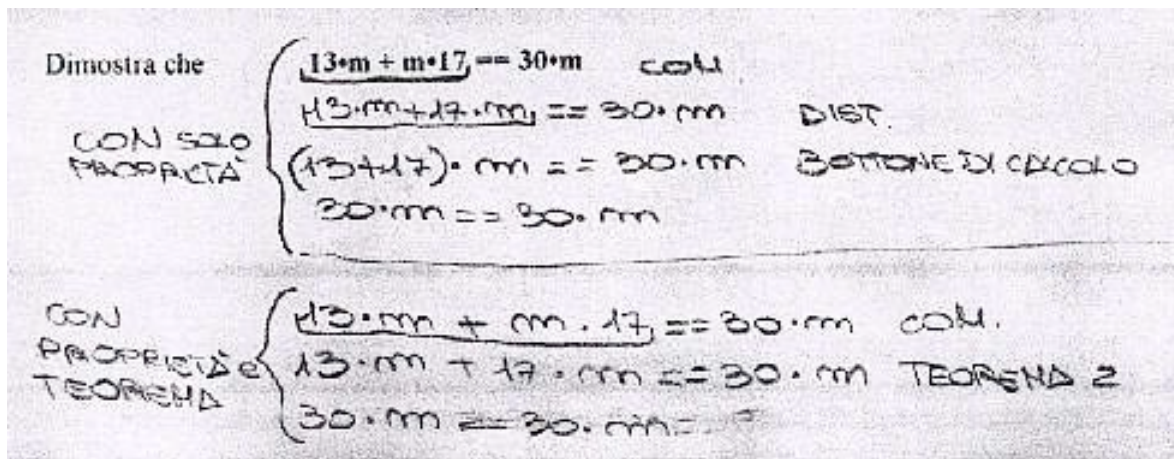 Dimostra che 13•m + m•17 == 30•m COM
13•m+17•m == 30•m DIST.
CON SOLO PROPRIETÀ
(13+17)•m == 30•m BOTTONE DI CALCOLO
30•m == 30•m
13•m + m•17 == 30•m COM.
CON PROPRIETÀ e TEOREMA
13•m + 17•m == 30•m TEOREMA 2
30•m == 30•m